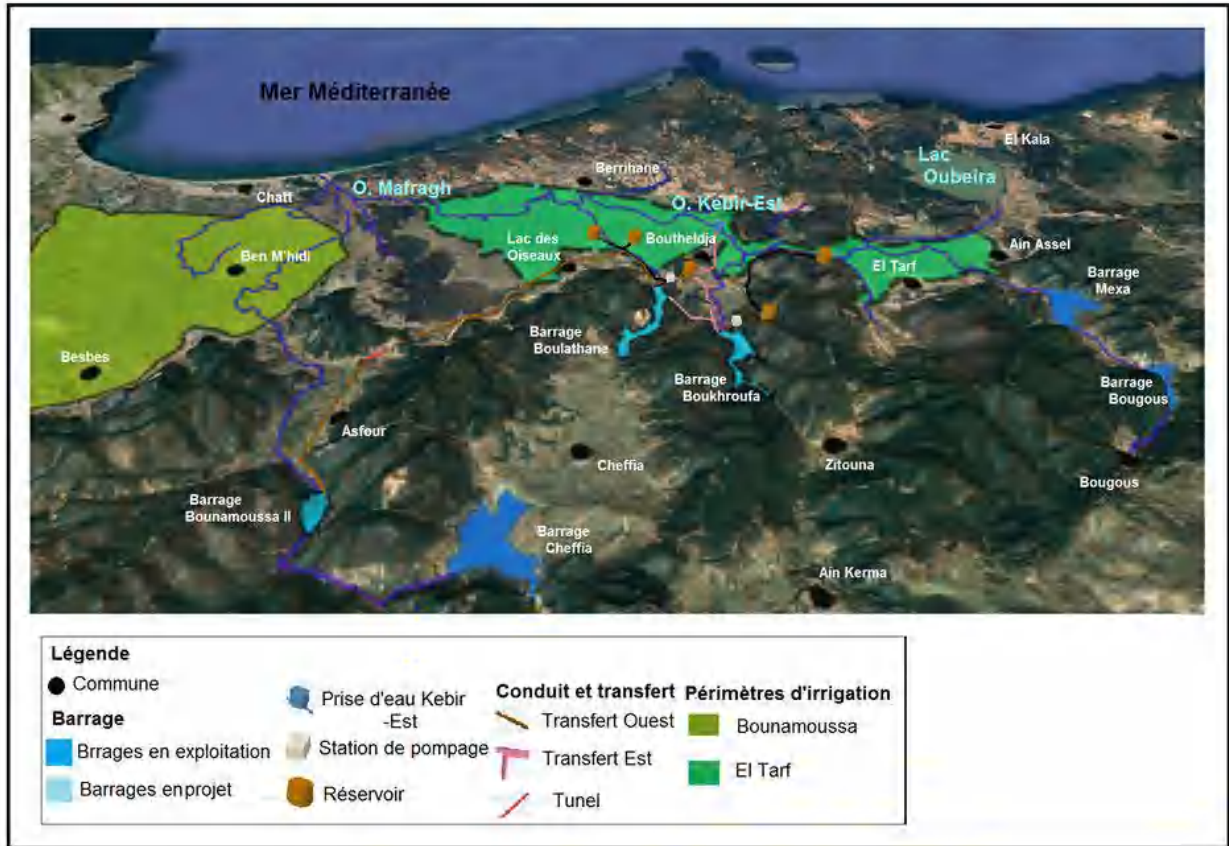 Mer Méditerranée
El Kala
Lac
Oubeira
Berrihane
Chatt
O. Mafragh
O. Kébir-Est
Lac des
Oiseaux
Boutheldja
Aïn Assel
Ben M'hidi
El Tarf
Barrage
Mexa
Barrage
Boulathane
Besbes
Barrage
Boukhroufa
Barrage
Bougous
Asfour
Cheffia
Zitouna
Bougous
Barrage
Bounamoussa II
Barrage
Cheffia
Aïn Kerma
Légende
Commune
Barrage
Brrages en exploitation
Barrages enprojet
Prise d'eau Kebir
-Est
Station de pompage
Réservoir
Conduit et transfert
Transfert Ouest
Transfert Est
Tunel
Périmètres d'irrigation
Bounamoussa
El Tarf